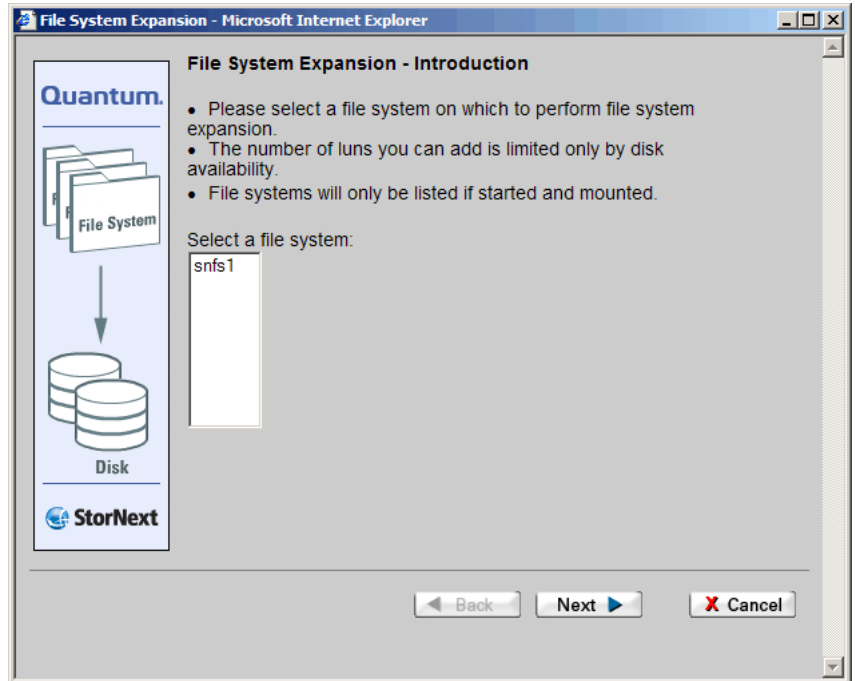 File System Expansion - Microsoft Internet Explorer
Quantum.
F
F
File System
Disk
StorNext
File System Expansion - Introduction
• Please select a file system on which to perform file system
expansion.
• The number of luns you can add is limited only by disk
availability.
• File systems will only be listed if started and mounted.
Select a file system:
snfs1
Back
Next
X Cancel